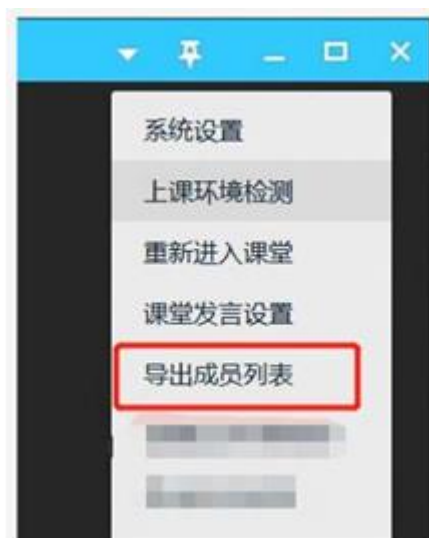 系统设置
上课环境检测
重新进入课堂
课堂发言设置
导出成员列表